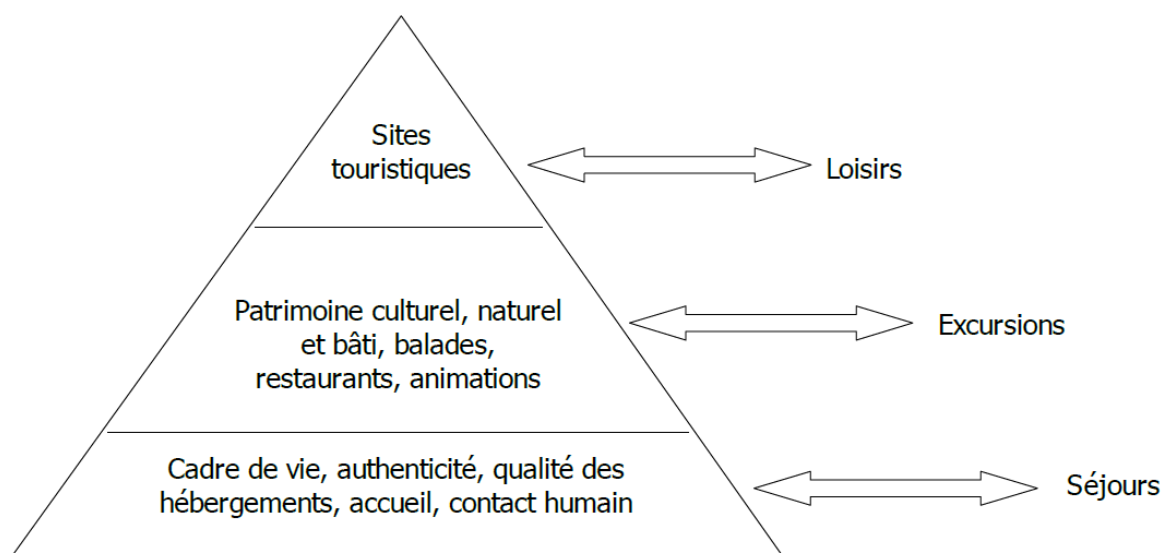 Sites
touristiques
Loisirs
Patrimoine culturel, naturel
et bâti, balades,
restaurants, animations
Excursions
Cadre de vie, authenticité, qualité des
hébergements, accueil, contact humain
Séjours